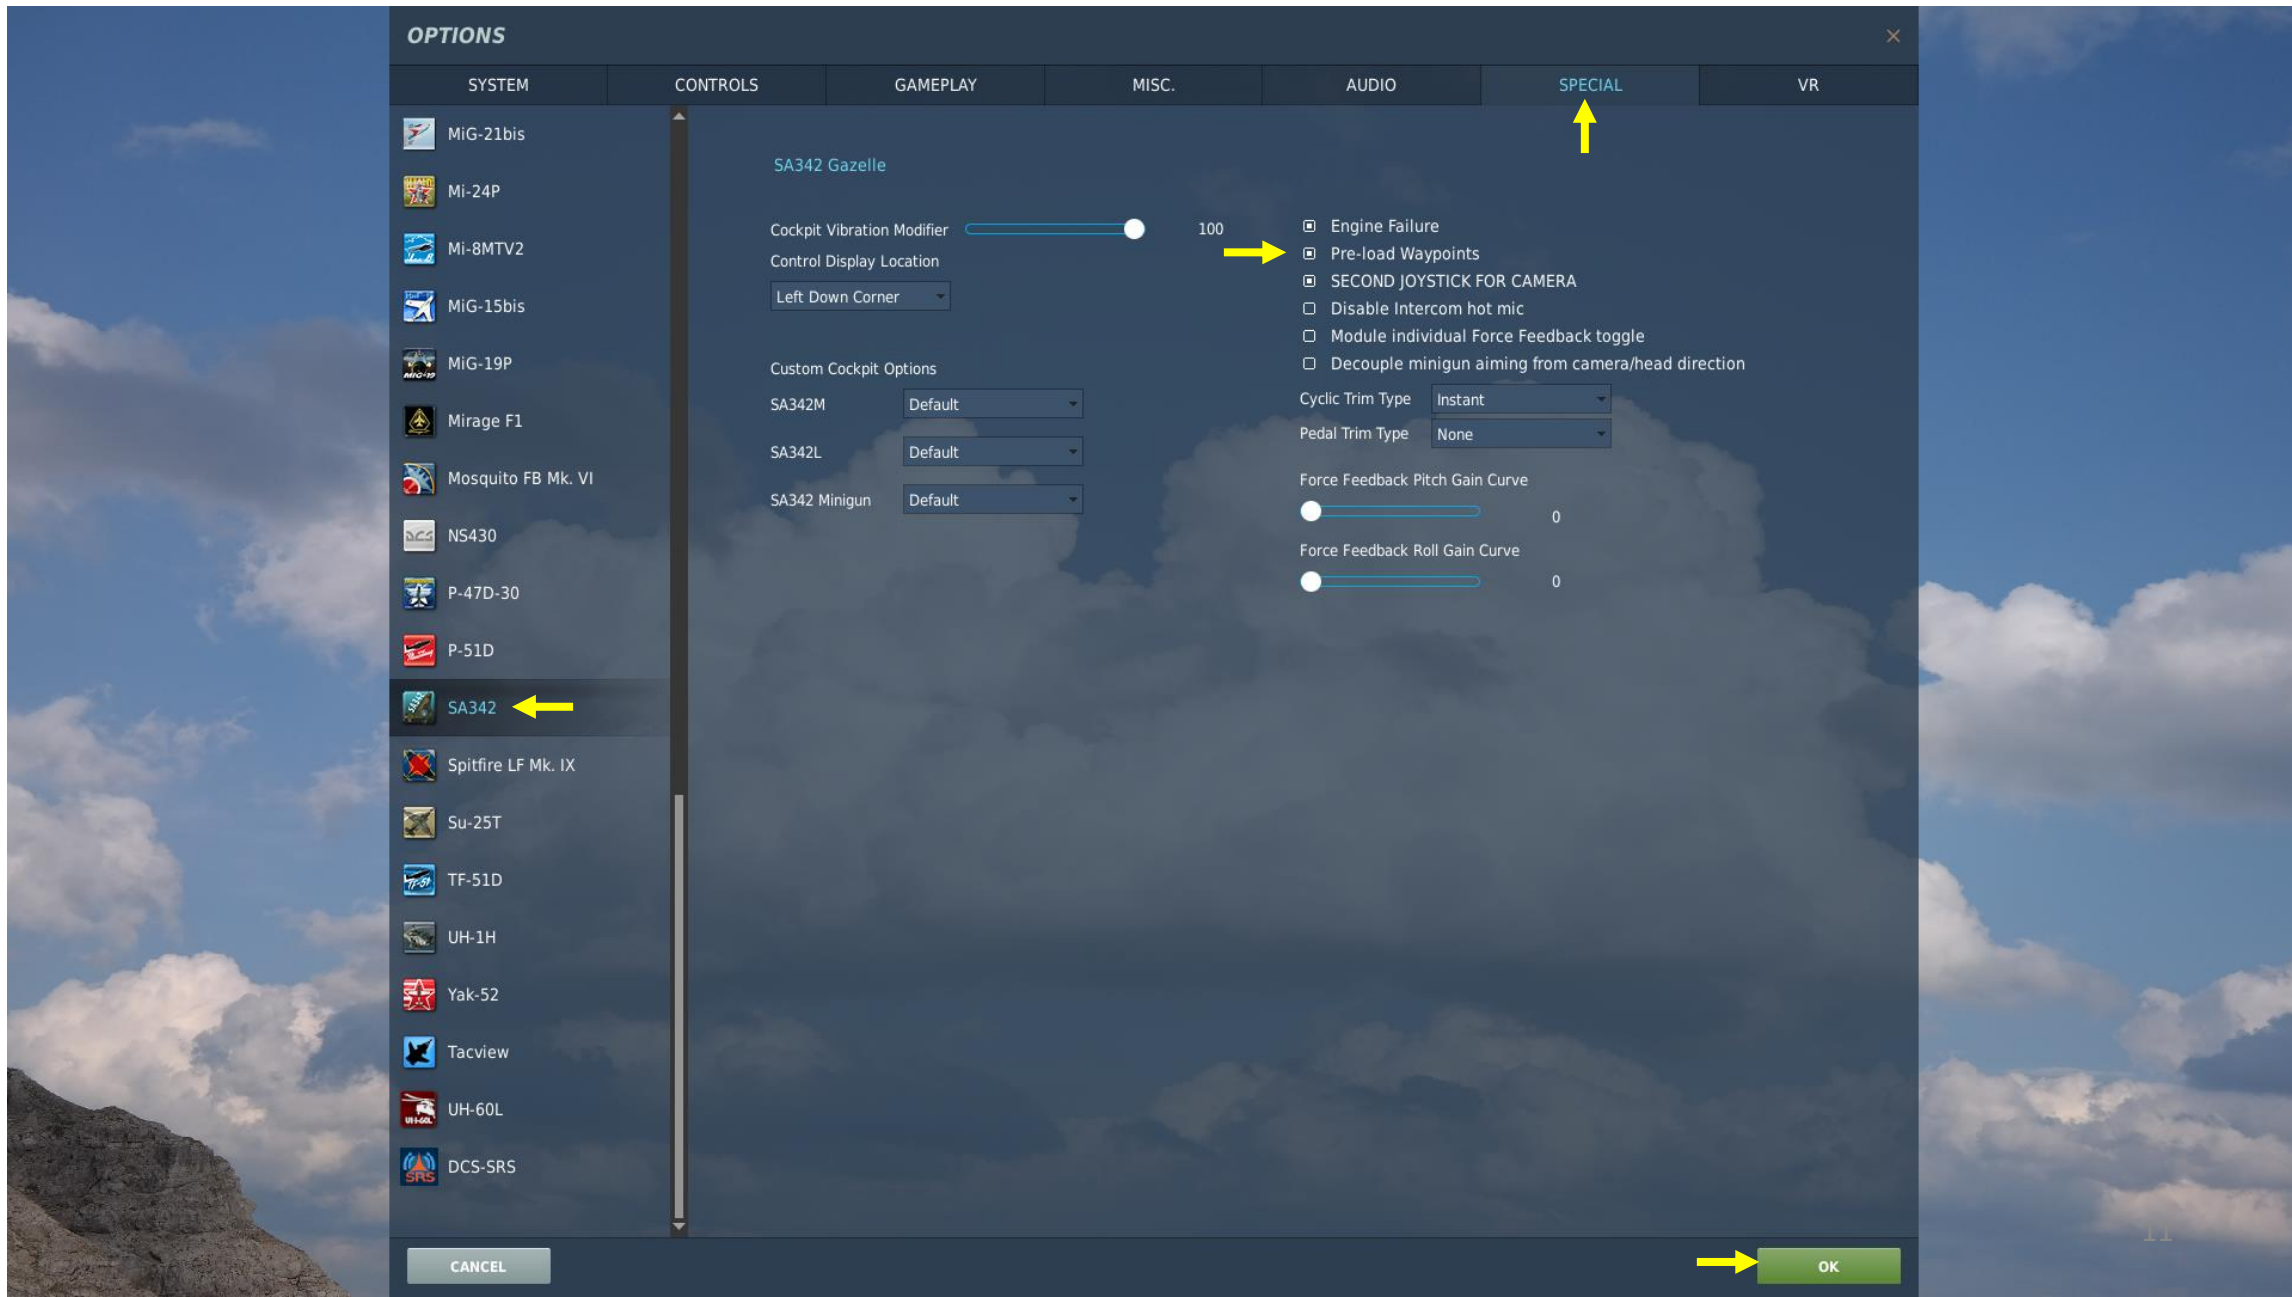 OPTIONS
SYSTEM CONTROLS GAMEPLAY MISC. AUDIO SPECIAL VR
MiG-21bis
Mi-24P
Mi-8MTV2
MiG-15bis
MiG-19P
Mirage F1
Mosquito FB Mk. VI
NS430
P-47D-30
P-51D
SA342
Spitfire LF Mk. IX
Su-25T
TF-51D
UH-1H
Yak-52
Tacview
UH-60L
DCS-SRS
SA342 Gazelle
Cockpit Vibration Modifier 100
Control Display Location
Left Down Corner
Custom Cockpit Options
SA342M Default
SA342L Default
SA342 Minigun Default
Engine Failure
Pre-load Waypoints
SECOND JOYSTICK FOR CAMERA
Disable Intercom hot mic
Module individual Force Feedback toggle
Decouple minigun aiming from camera/head direction
Cyclic Trim Type Instant
Pedal Trim Type None
Force Feedback Pitch Gain Curve
0
Force Feedback Roll Gain Curve
0
CANCEL
OK
11